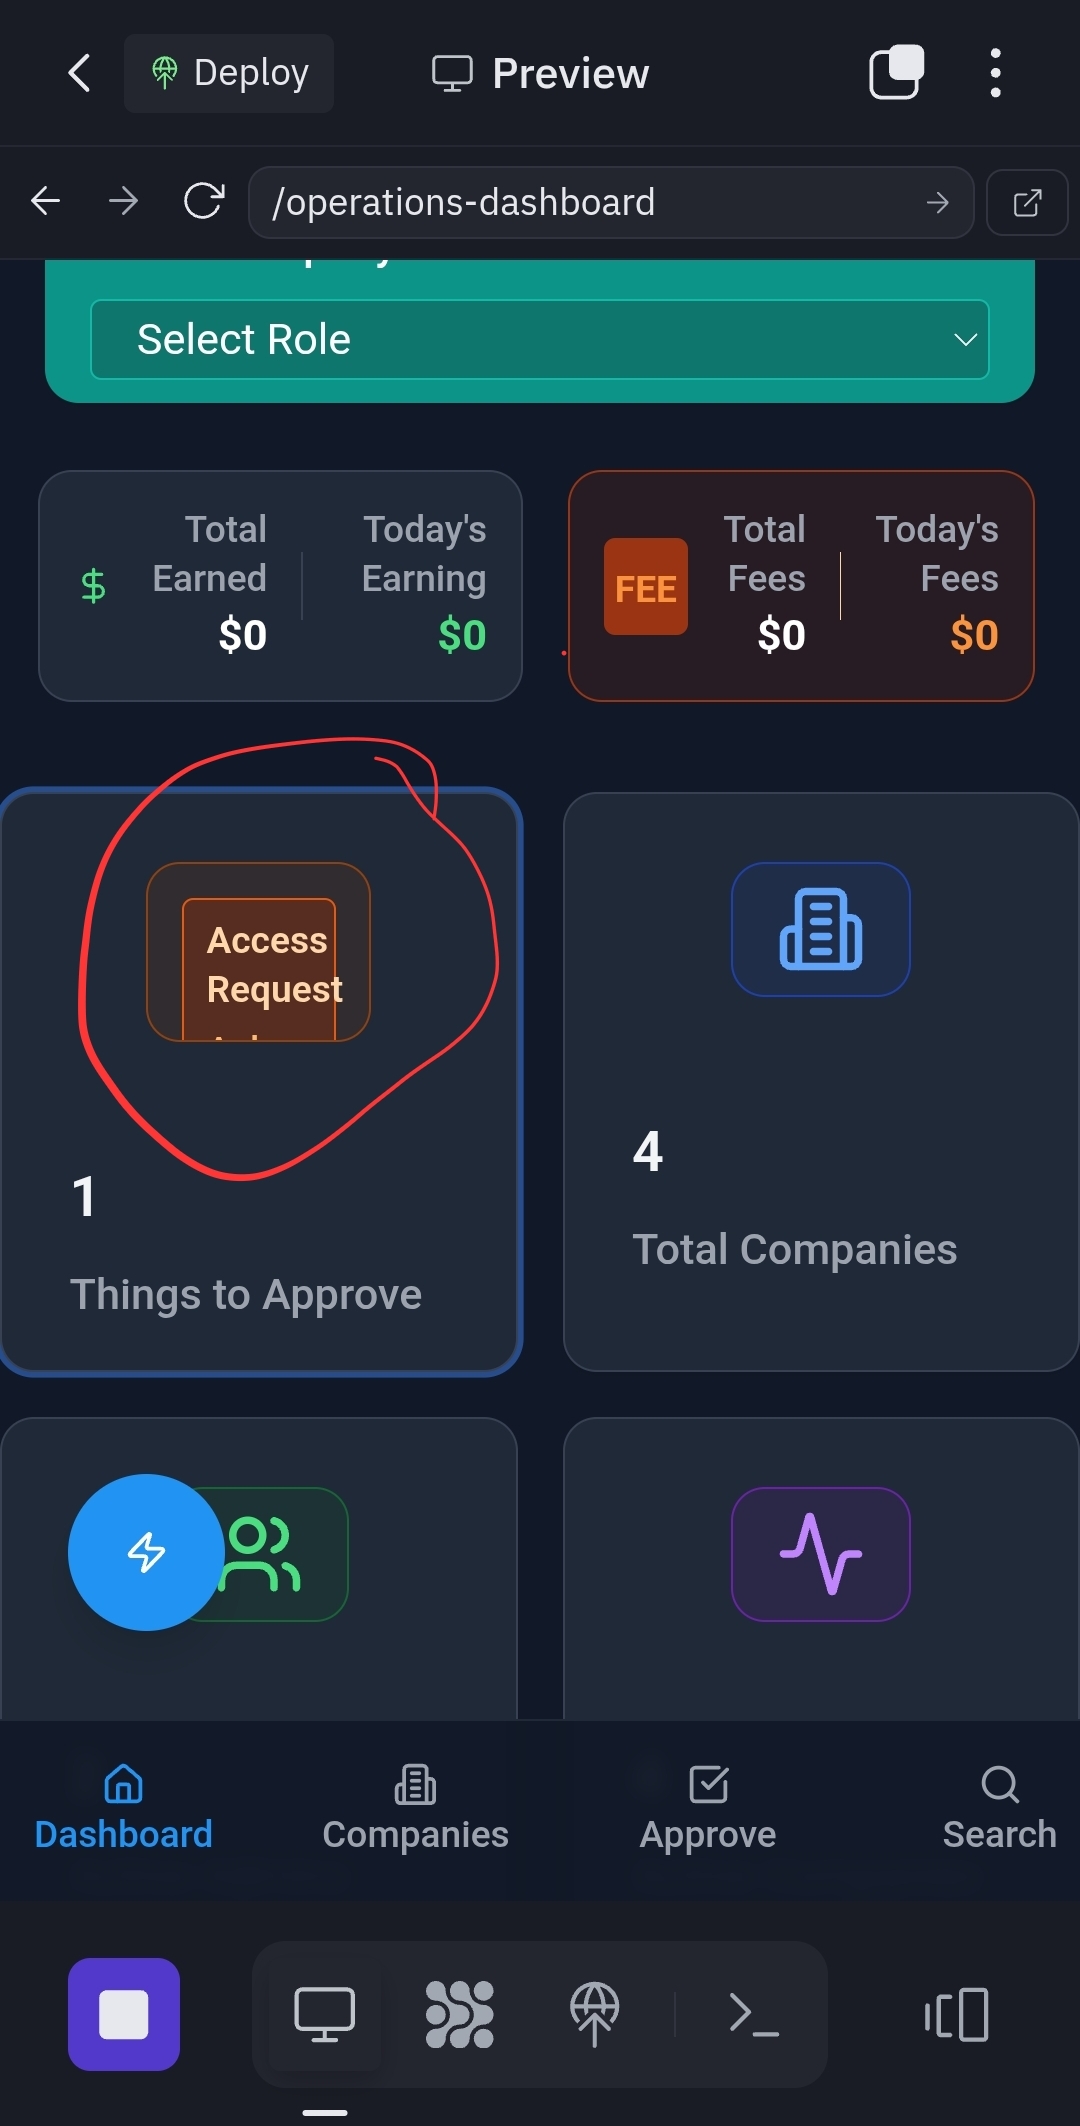 Deploy
Preview
/operations-dashboard
Select Role
Total Earned
$0
Today's Earning
$0
FEE
Total Fees
$0
Today's Fees
$0
Access
Request
1
Things to Approve
4
Total Companies
Dashboard
Companies
Approve
Search